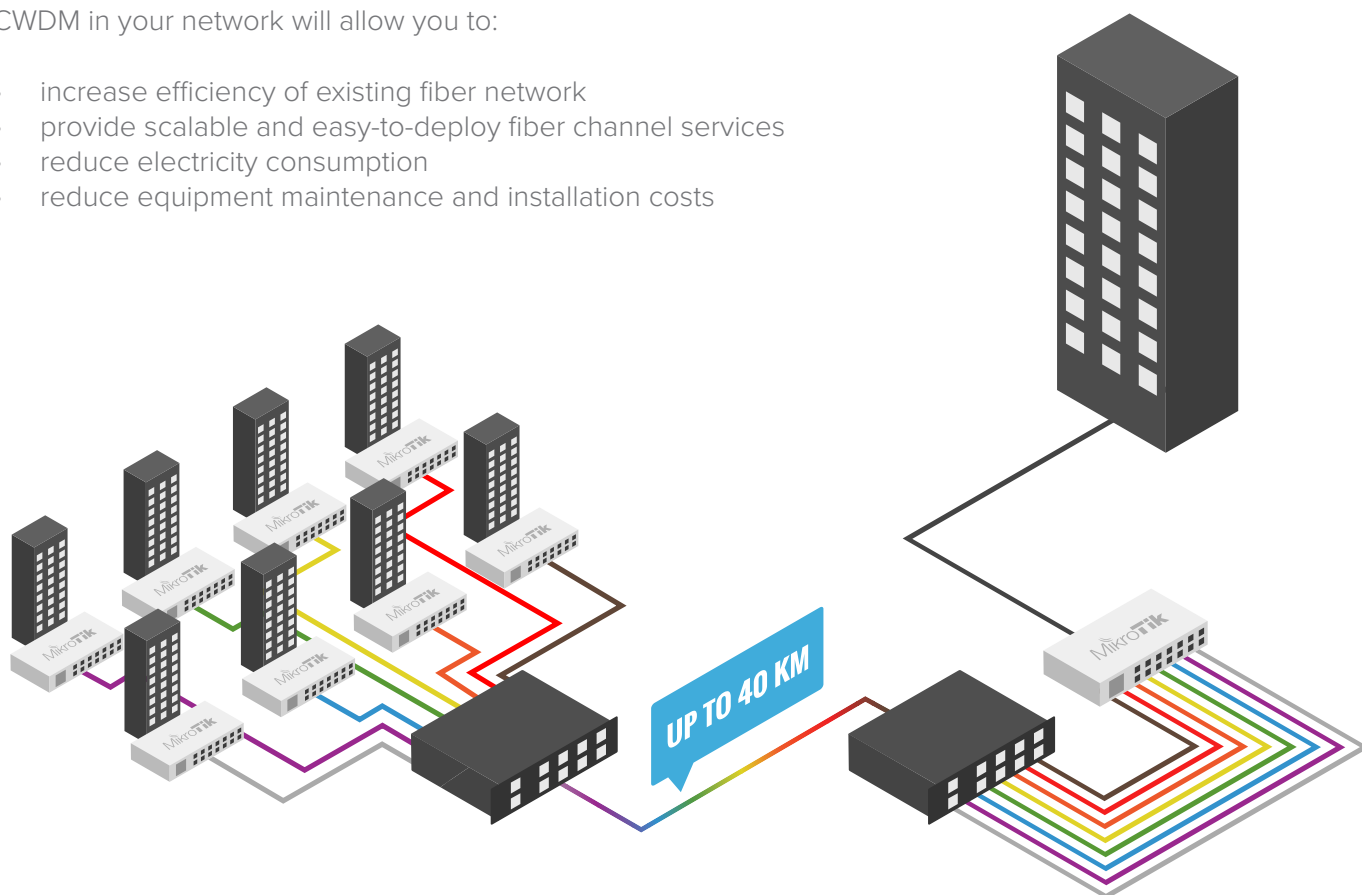 CWDM in your network will allow you to:
increase efficiency of existing fiber network
provide scalable and easy-to-deploy fiber channel services
reduce electricity consumption
reduce equipment maintenance and installation costs
MikroTik
MikroTik
MikroTik
MikroTik
MikroTik
MikroTik
MikroTik
MikroTik
UP TO 40 KM
MikroTik